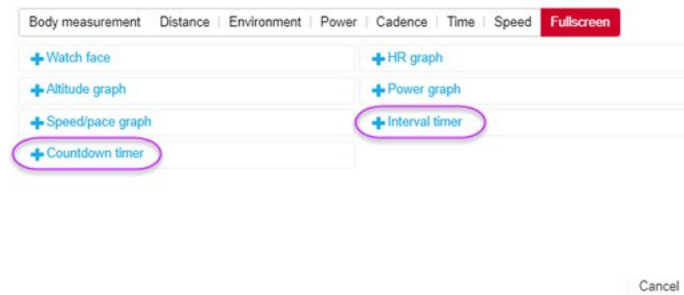 Body measurement Distance Environment Power Cadence Time Speed Fullscreen
Watch face HR graph
Altitude graph Power graph
Speed/pace graph Interval timer
Countdown timer
Cancel